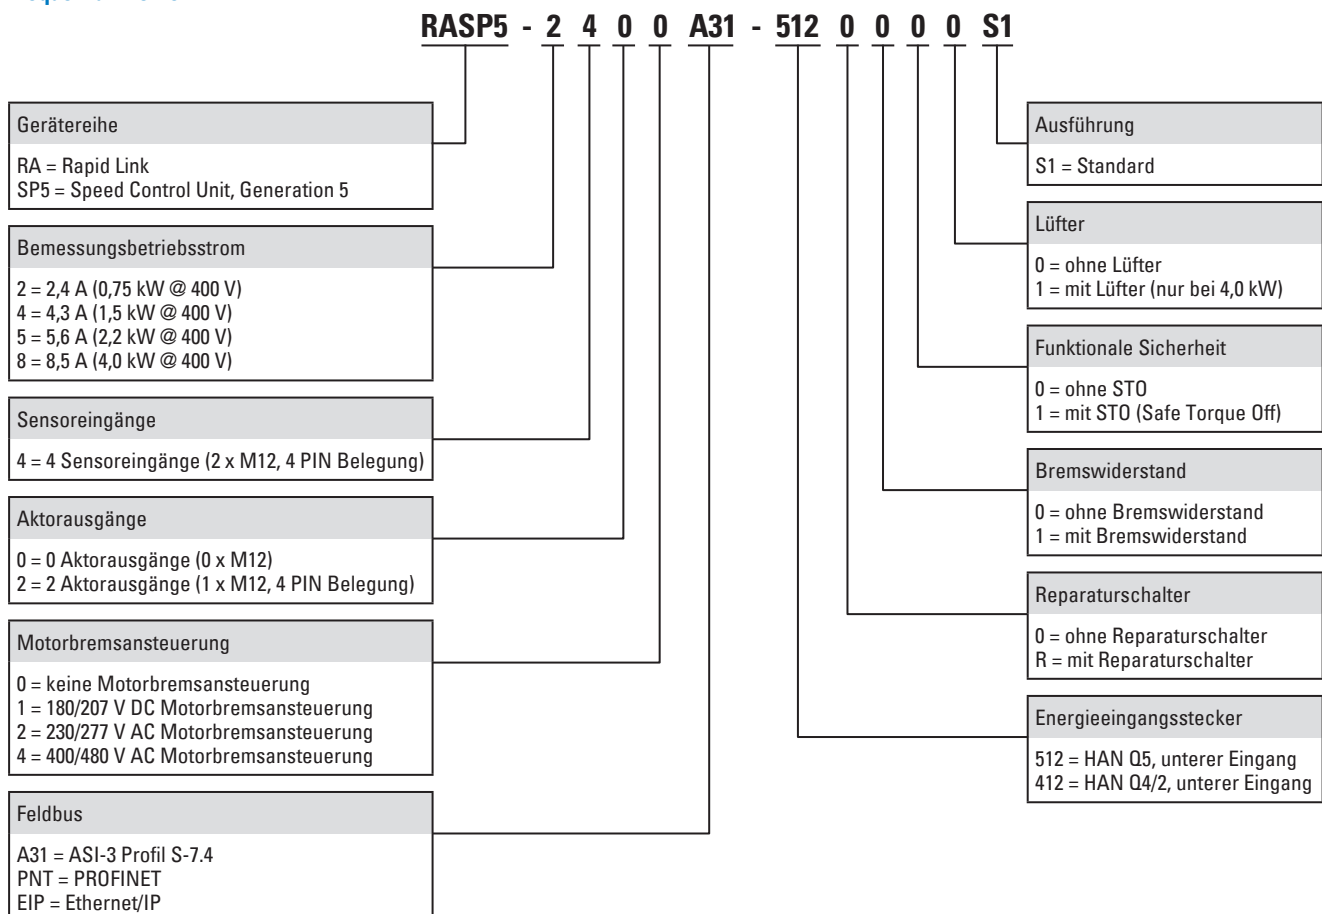 RASP5 - 2 4 0 0 A31 - 512 0 0 0 0 S1
Gerätereihe
RA = Rapid Link
SP5 = Speed Control Unit, Generation 5
Bemessungsbetriebsstrom
2 = 2,4 A (0,75 kW @ 400 V)
4 = 4,3 A (1,5 kW @ 400 V)
5 = 5,6 A (2,2 kW @ 400 V)
8 = 8,5 A (4,0 kW @ 400 V)
Sensoreingänge
4 = 4 Sensoreingänge (2 x M12, 4 PIN Belegung)
Aktorausgänge
0 = 0 Aktorausgänge (0 x M12)
2 = 2 Aktorausgänge (1 x M12, 4 PIN Belegung)
Motorbremsansteuerung
0 = keine Motorbremsansteuerung
1 = 180/207 V DC Motorbremsansteuerung
2 = 230/277 V AC Motorbremsansteuerung
4 = 400/480 V AC Motorbremsansteuerung
Feldbus
A31 = ASI-3 Profil S-7.4
PNT = PROFINET
EIP = Ethernet/IP
Ausführung
S1 = Standard
Lüfter
0 = ohne Lüfter
1 = mit Lüfter (nur bei 4,0 kW)
Funktionale Sicherheit
0 = ohne STO
1 = mit STO (Safe Torque Off)
Bremswiderstand
0 = ohne Bremswiderstand
1 = mit Bremswiderstand
Reparaturschalter
0 = ohne Reparaturschalter
R = mit Reparaturschalter
Energieeingangsstecker
512 = HAN Q5, unterer Eingang
412 = HAN Q4/2, unterer Eingang